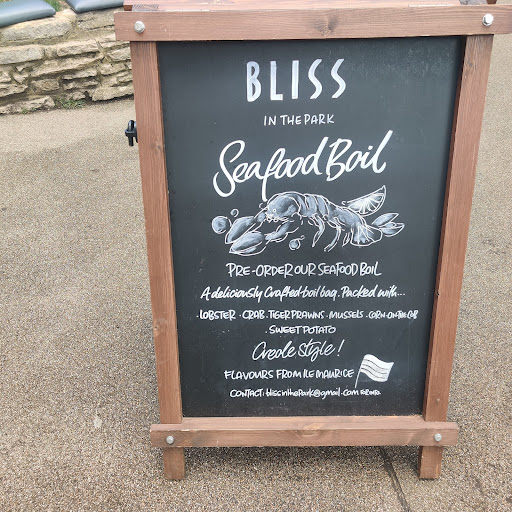 BLISS
IN THE PARK
Seafood Boil
PRE-ORDER OUR SEAFOOD BOIL
A deliciously Crafted boil bag. Packed with...
· LOBSTER · CRAB · TIGER PRAWNS · MUSSELS · CORN-ON-THE COB
· SWEET POTATO
Creole Style!
FLAVOURS FROM ILE MAURICE
CONTACT: blissinthepark@gmail.com FOR INFO.